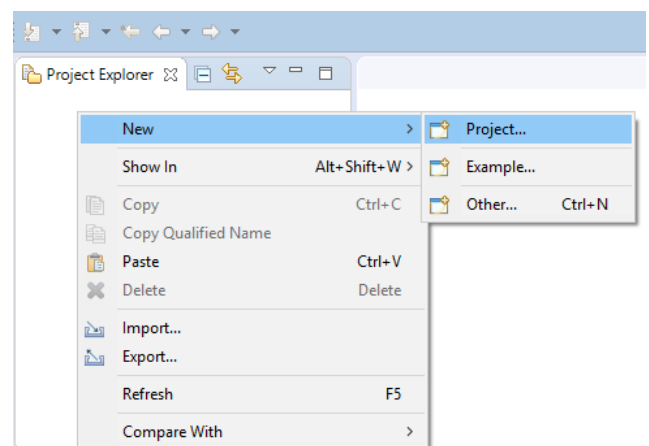 Project Explorer
New
Project...
Show In Alt+Shift+W
Example...
Copy Ctrl+C
Other... Ctrl+N
Copy Qualified Name
Paste Ctrl+V
Delete Delete
Import...
Export...
Refresh F5
Compare With